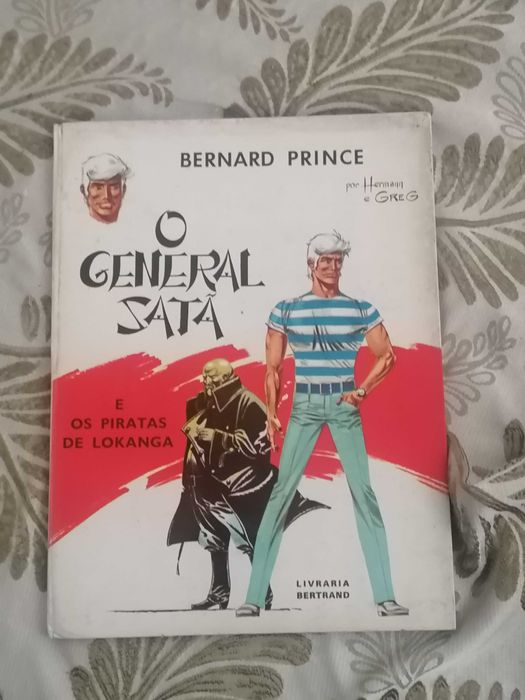 BERNARD PRINCE
por Hermann
e GREG
O
GENERAL
SATÃ
E
OS PIRATAS
DE LOKANGA
LIVRARIA
BERTRAND